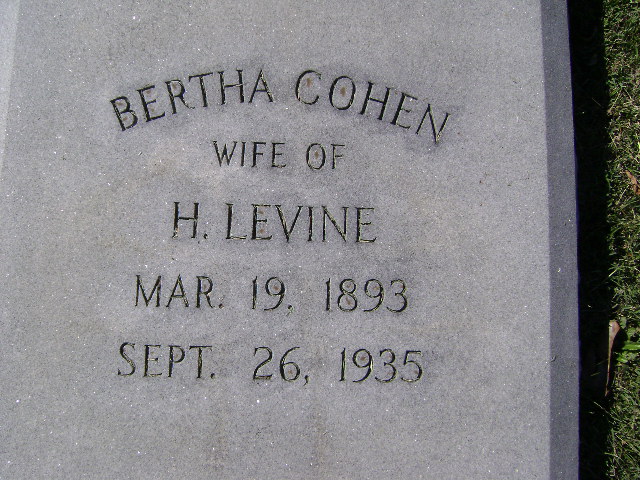 BERTHA COHEN
WIFE OF
H. LEVINE
MAR. 19, 1893
SEPT. 26, 1935